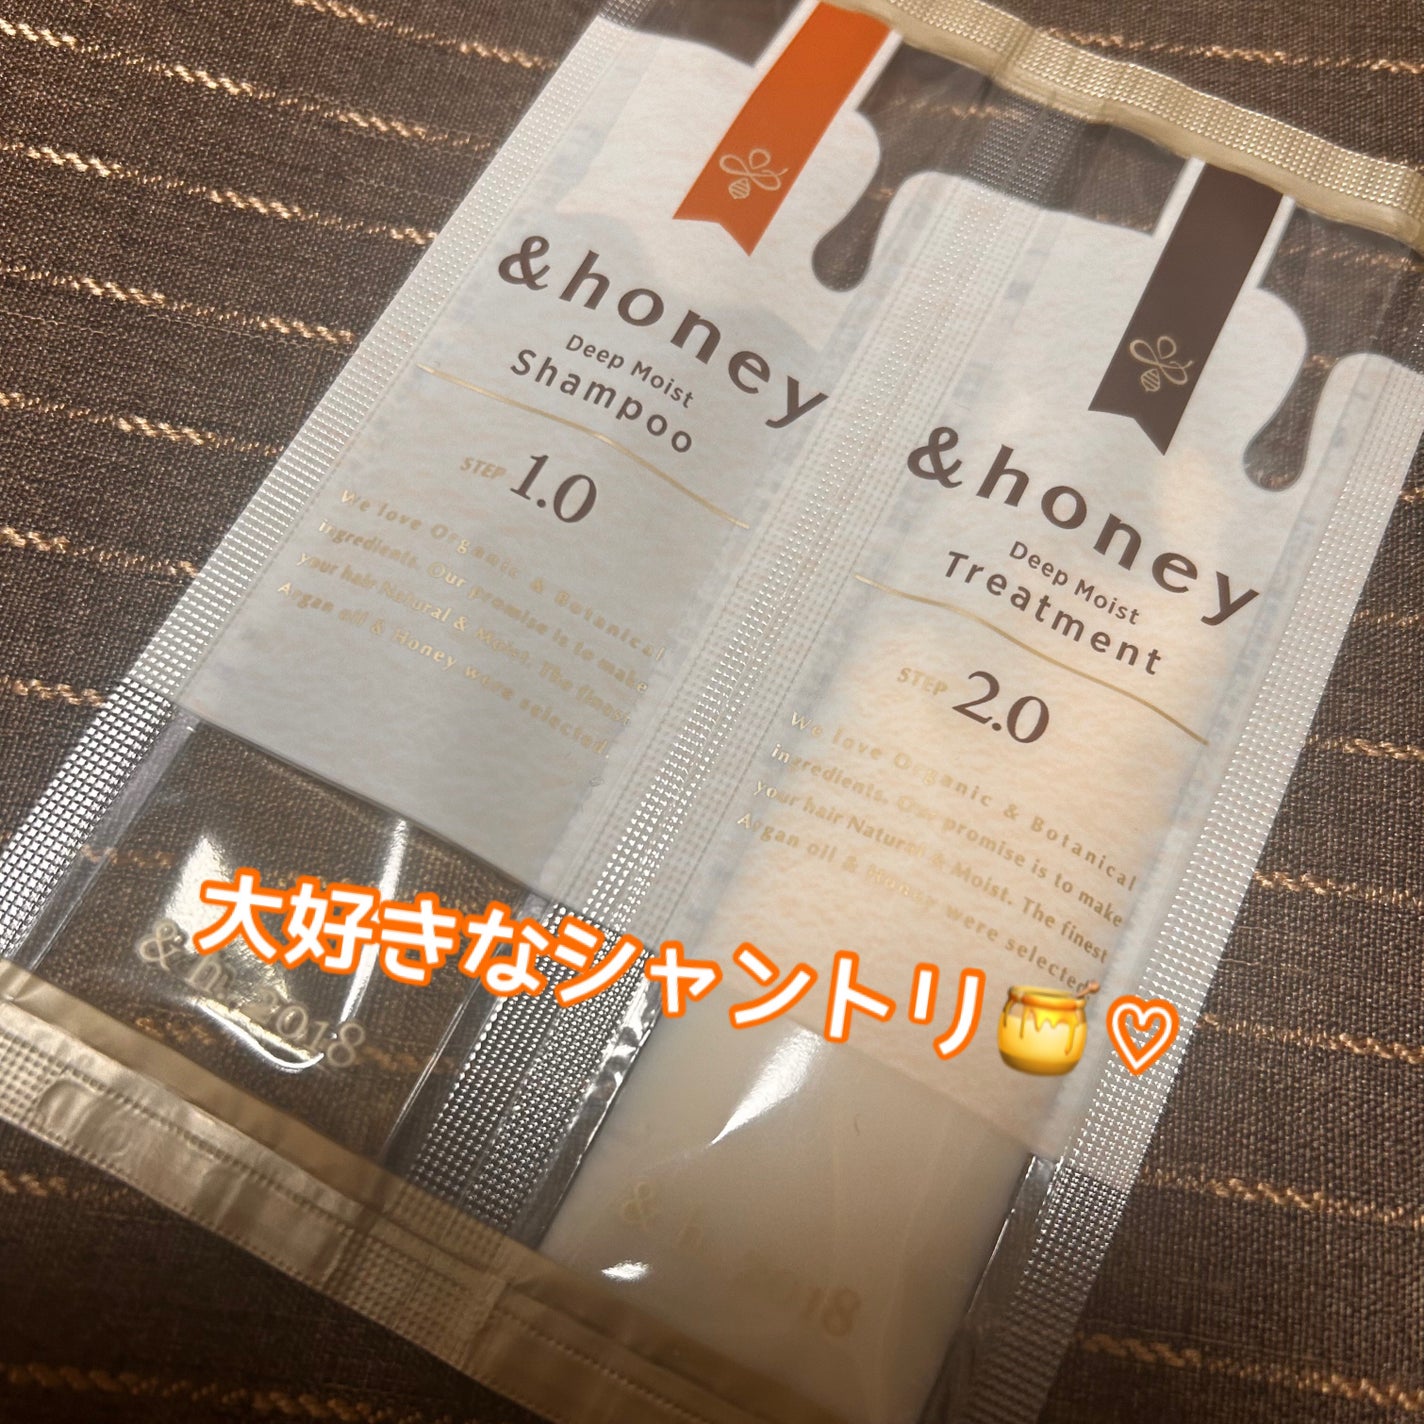 &honey
Deep Moist
Shampoo
STEP 1.0
We love Organic & Botanical
ingredients. Our promise is to make
your hair Natural & Moist. The finest
Argan oil & Honey were selected.
&honey
Deep Moist
Treatment
STEP 2.0
We love Organic & Botanical
ingredients. Our promise is to make
your hair Natural & Moist. The finest
Argan oil & Honey were selected.
大好きなシャントリ🍯♡
& h. 2018
& h. 2018